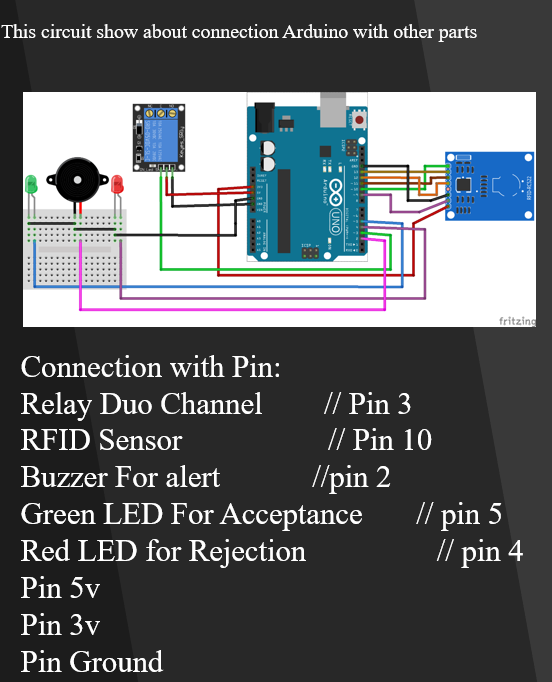 This circuit show about connection Arduino with other parts
UNO
fritzing
Connection with Pin:
Relay Duo Channel // Pin 3
RFID Sensor // Pin 10
Buzzer For alert //pin 2
Green LED For Acceptance // pin 5
Red LED for Rejection // pin 4
Pin 5v
Pin 3v
Pin Ground